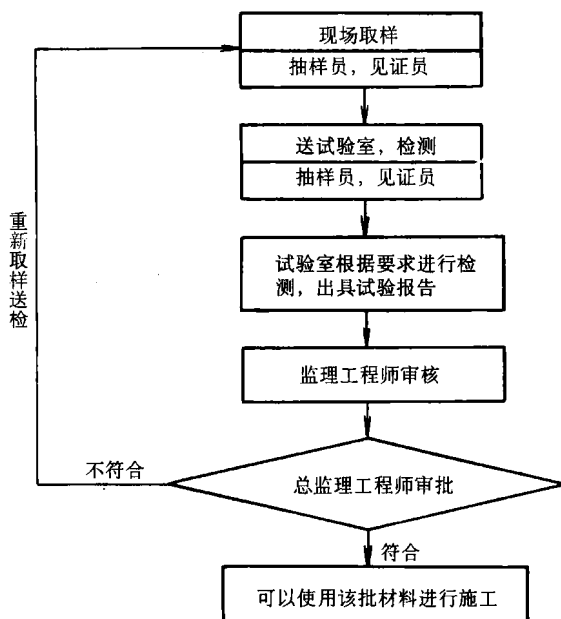 现场取样
抽样员，见证员
送试验室，检测
抽样员，见证员
试验室根据要求进行检
测，出具试验报告
监理工程师审核
总监理工程师审批
不符合
重新取样送检
符合
可以使用该批材料进行施工